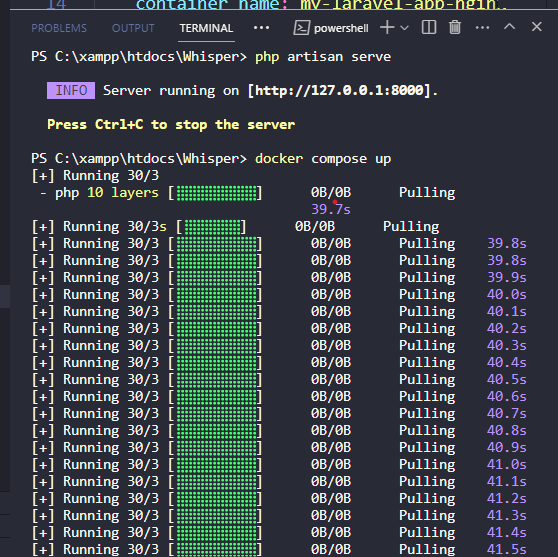 14 container_name: my-laravel-app-ngin
PROBLEMS OUTPUT TERMINAL ... powershell
PS C:\xampp\htdocs\Whisper> php artisan serve
INFO Server running on [http://127.0.0.1:8000].
Press Ctrl+C to stop the server
PS C:\xampp\htdocs\Whisper> docker compose up
[+] Running 30/3
- php 10 layers [⣿⣿⣿⣿⣿⣿⣿⣿⣿⣿] 0B/0B Pulling
39.7s
[+] Running 30/3s [⣿⣿⣿⣿⣿⣿⣿] 0B/0B Pulling
[+] Running 30/3 [⣿⣿⣿⣿⣿⣿⣿⣿⣿⣿] 0B/0B Pulling 39.8s
[+] Running 30/3 [⣿⣿⣿⣿⣿⣿⣿⣿⣿⣿] 0B/0B Pulling 39.8s
[+] Running 30/3 [⣿⣿⣿⣿⣿⣿⣿⣿⣿⣿] 0B/0B Pulling 39.9s
[+] Running 30/3 [⣿⣿⣿⣿⣿⣿⣿⣿⣿⣿] 0B/0B Pulling 40.0s
[+] Running 30/3 [⣿⣿⣿⣿⣿⣿⣿⣿⣿⣿] 0B/0B Pulling 40.1s
[+] Running 30/3 [⣿⣿⣿⣿⣿⣿⣿⣿⣿⣿] 0B/0B Pulling 40.2s
[+] Running 30/3 [⣿⣿⣿⣿⣿⣿⣿⣿⣿⣿] 0B/0B Pulling 40.3s
[+] Running 30/3 [⣿⣿⣿⣿⣿⣿⣿⣿⣿⣿] 0B/0B Pulling 40.4s
[+] Running 30/3 [⣿⣿⣿⣿⣿⣿⣿⣿⣿⣿] 0B/0B Pulling 40.5s
[+] Running 30/3 [⣿⣿⣿⣿⣿⣿⣿⣿⣿⣿] 0B/0B Pulling 40.6s
[+] Running 30/3 [⣿⣿⣿⣿⣿⣿⣿⣿⣿⣿] 0B/0B Pulling 40.7s
[+] Running 30/3 [⣿⣿⣿⣿⣿⣿⣿⣿⣿⣿] 0B/0B Pulling 40.8s
[+] Running 30/3 [⣿⣿⣿⣿⣿⣿⣿⣿⣿⣿] 0B/0B Pulling 40.9s
[+] Running 30/3 [⣿⣿⣿⣿⣿⣿⣿⣿⣿⣿] 0B/0B Pulling 41.0s
[+] Running 30/3 [⣿⣿⣿⣿⣿⣿⣿⣿⣿⣿] 0B/0B Pulling 41.1s
[+] Running 30/3 [⣿⣿⣿⣿⣿⣿⣿⣿⣿⣿] 0B/0B Pulling 41.2s
[+] Running 30/3 [⣿⣿⣿⣿⣿⣿⣿⣿⣿⣿] 0B/0B Pulling 41.3s
[+] Running 30/3 [⣿⣿⣿⣿⣿⣿⣿⣿⣿⣿] 0B/0B Pulling 41.4s
[+] Running 30/3 [⣿⣿⣿⣿⣿⣿⣿⣿⣿⣿] 0B/0B Pulling 41.5s